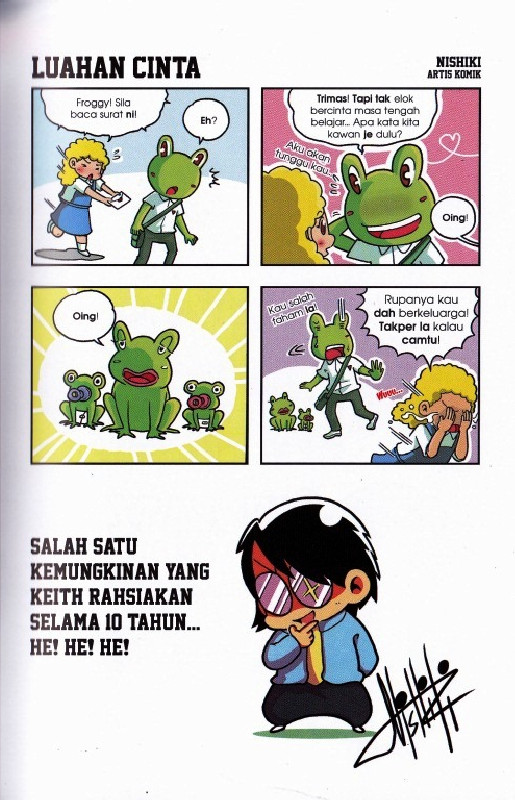 LUAHAN CINTA
NISHIKI
ARTIS KOMIK
Froggy! Sila
baca surat ni!
Eh?
Trimas! Tapi tak elok
bercinta masa tengah
belajar... Apa kata kita
kawan je dulu?
Aku akan
tunggu kau...
Oing!
Oing!
Kau salah
faham la!
Rupanya kau
dah berkeluarga!
Takper la kalau
camtu!
Wuuu...
SALAH SATU
KEMUNGKINAN YANG
KEITH RAHSIAKAN
SELAMA 10 TAHUN...
HE! HE! HE!